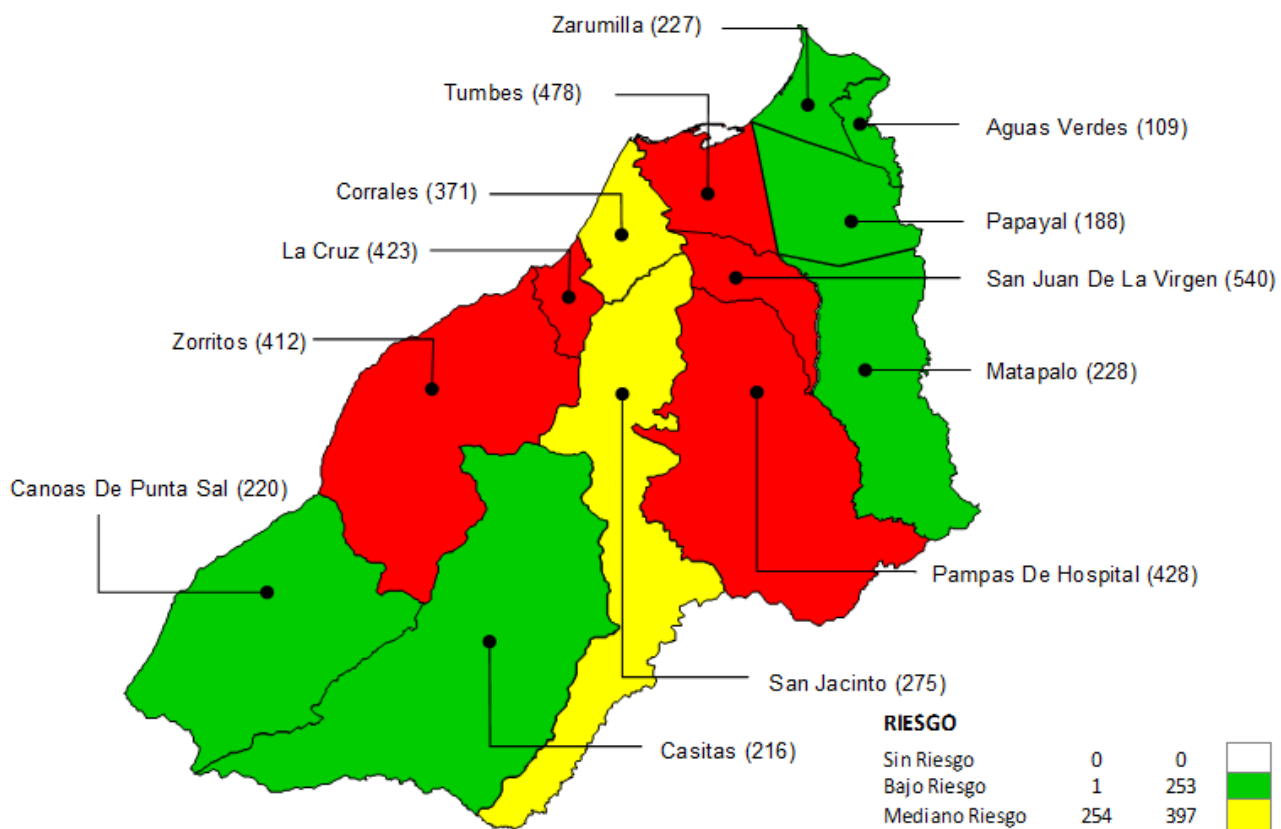 Zarumilla (227)
Tumbes (478)
Aguas Verdes (109)
Corrales (371)
Papayal (188)
La Cruz (423)
San Juan De La Virgen (540)
Zorritos (412)
Matapalo (228)
Canoas De Punta Sal (220)
Pampas De Hospital (428)
San Jacinto (275)
Casitas (216)
RIESGO
Sin Riesgo 0 0
Bajo Riesgo 1 253
Mediano Riesgo 254 397